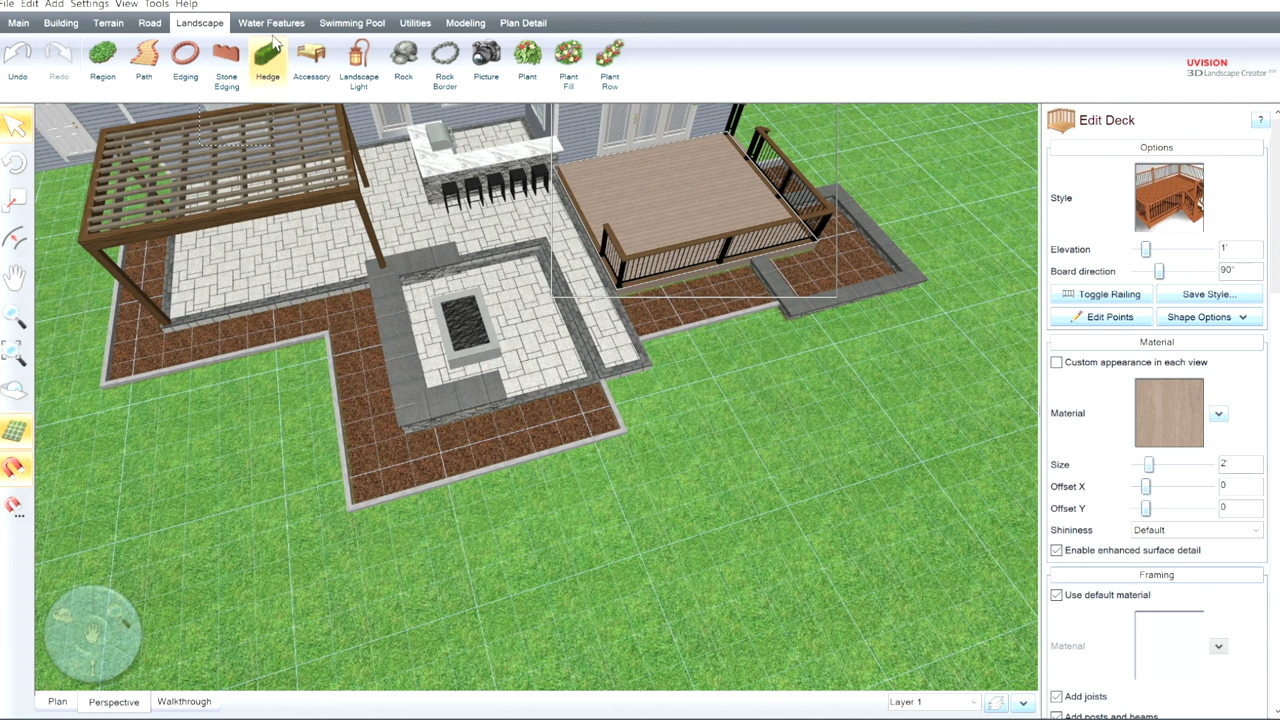 File Edit Add Settings View Tools Help
Main Building Terrain Road Landscape Water Features Swimming Pool Utilities Modeling Plan Detail
Undo Redo Region Path Edging Stone Edging Hedge Accessory Landscape Light Rock Rock Border Picture Plant Plant Fill Plant Row
UVISION
3D Landscape Creator
Edit Deck ?
Options
Style
Elevation 1'
Board direction 90°
Toggle Railing Save Style...
Edit Points Shape Options
Material
Custom appearance in each view
Material
Size 2'
Offset X 0
Offset Y 0
Shininess Default
Enable enhanced surface detail
Framing
Use default material
Material
Add joists
Add posts and beams
Plan Perspective Walkthrough Layer 1